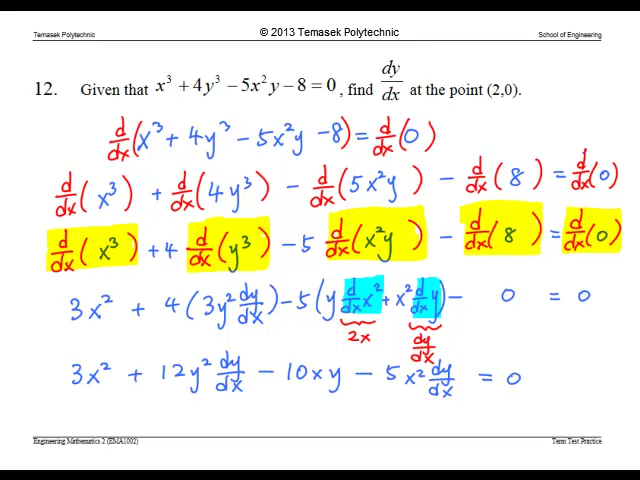 Temasek Polytechnic © 2013 Temasek Polytechnic School of Engineering
12. Given that x³ + 4y³ − 5x²y − 8 = 0, find dy/dx at the point (2,0).
d/dx(x³ + 4y³ − 5x²y − 8) = d/dx(0)
d/dx(x³) + d/dx(4y³) − d/dx(5x²y) − d/dx(8) = d/dx(0)
d/dx(x³) + 4 d/dx(y³) − 5 d/dx(x²y) − d/dx(8) = d/dx(0)
3x² + 4(3y² dy/dx) − 5(y d/dx x² + x² d/dx y) − 0 = 0
2x dy/dx
3x² + 12y² dy/dx − 10xy − 5x² dy/dx = 0
Engineering Mathematics 2 (EMA1002) Term Test Practice